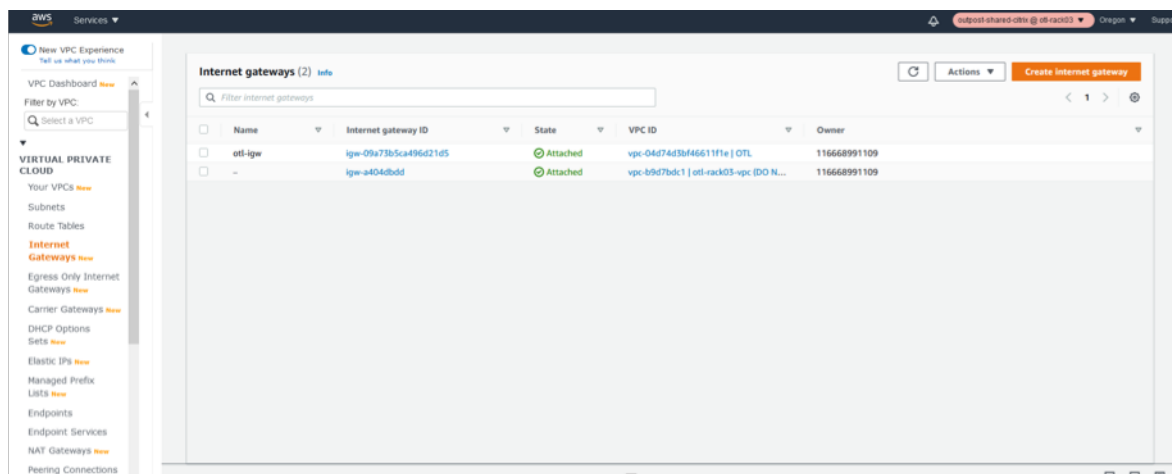 aws Services ▼ outpost-shared-citrix @ otl-rack03 ▼ Oregon ▼ Suppo
New VPC Experience
Tell us what you think
VPC Dashboard New
Filter by VPC:
Select a VPC
VIRTUAL PRIVATE
CLOUD
Your VPCs New
Subnets
Route Tables
Internet
Gateways New
Egress Only Internet
Gateways New
Carrier Gateways New
DHCP Options
Sets New
Elastic IPs New
Managed Prefix
Lists New
Endpoints
Endpoint Services
NAT Gateways New
Peering Connections
Internet gateways (2) Info
Actions ▼ Create internet gateway
Filter internet gateways
< 1 >
Name Internet gateway ID State VPC ID Owner
otl-igw igw-09a73b5ca496d21d5 Attached vpc-04d74d3bf46611f1e | OTL 116668991109
– igw-a404dbdd Attached vpc-b9d7bdc1 | otl-rack03-vpc (DO N... 116668991109